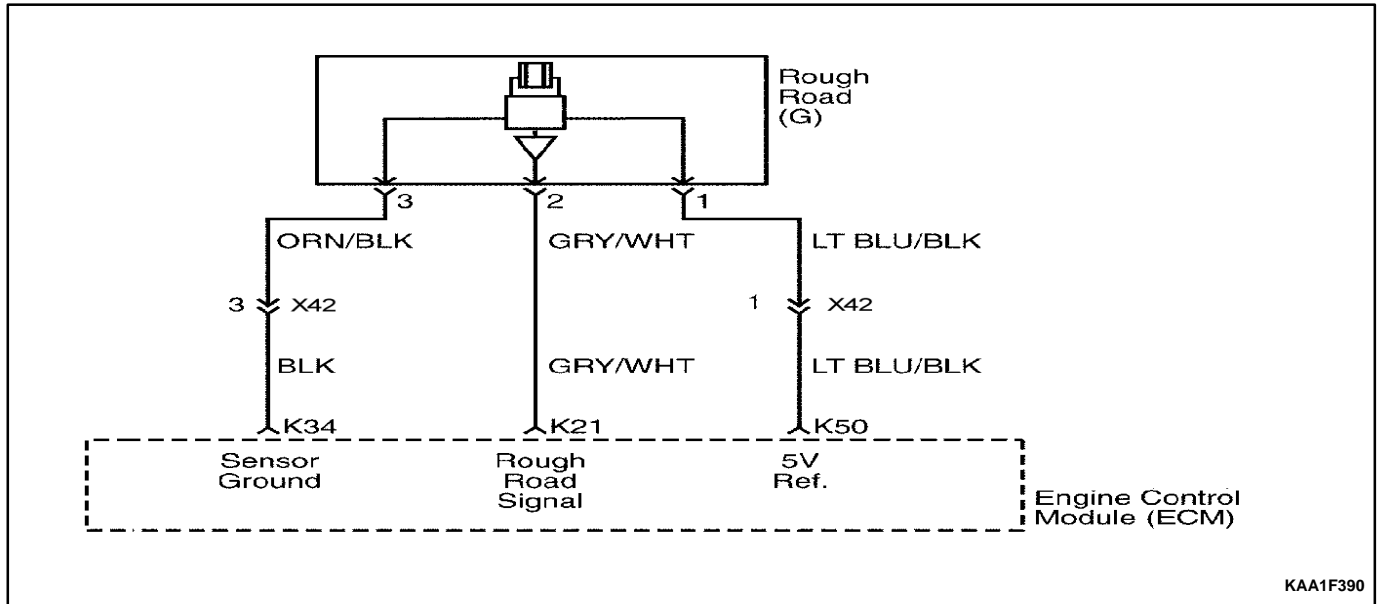 Rough
Road
(G)
3
2
1
ORN/BLK
GRY/WHT
LT BLU/BLK
3
X42
1
X42
BLK
GRY/WHT
LT BLU/BLK
K34
K21
K50
Sensor
Ground
Rough
Road
Signal
5V
Ref.
Engine Control
Module (ECM)
KAA1F390